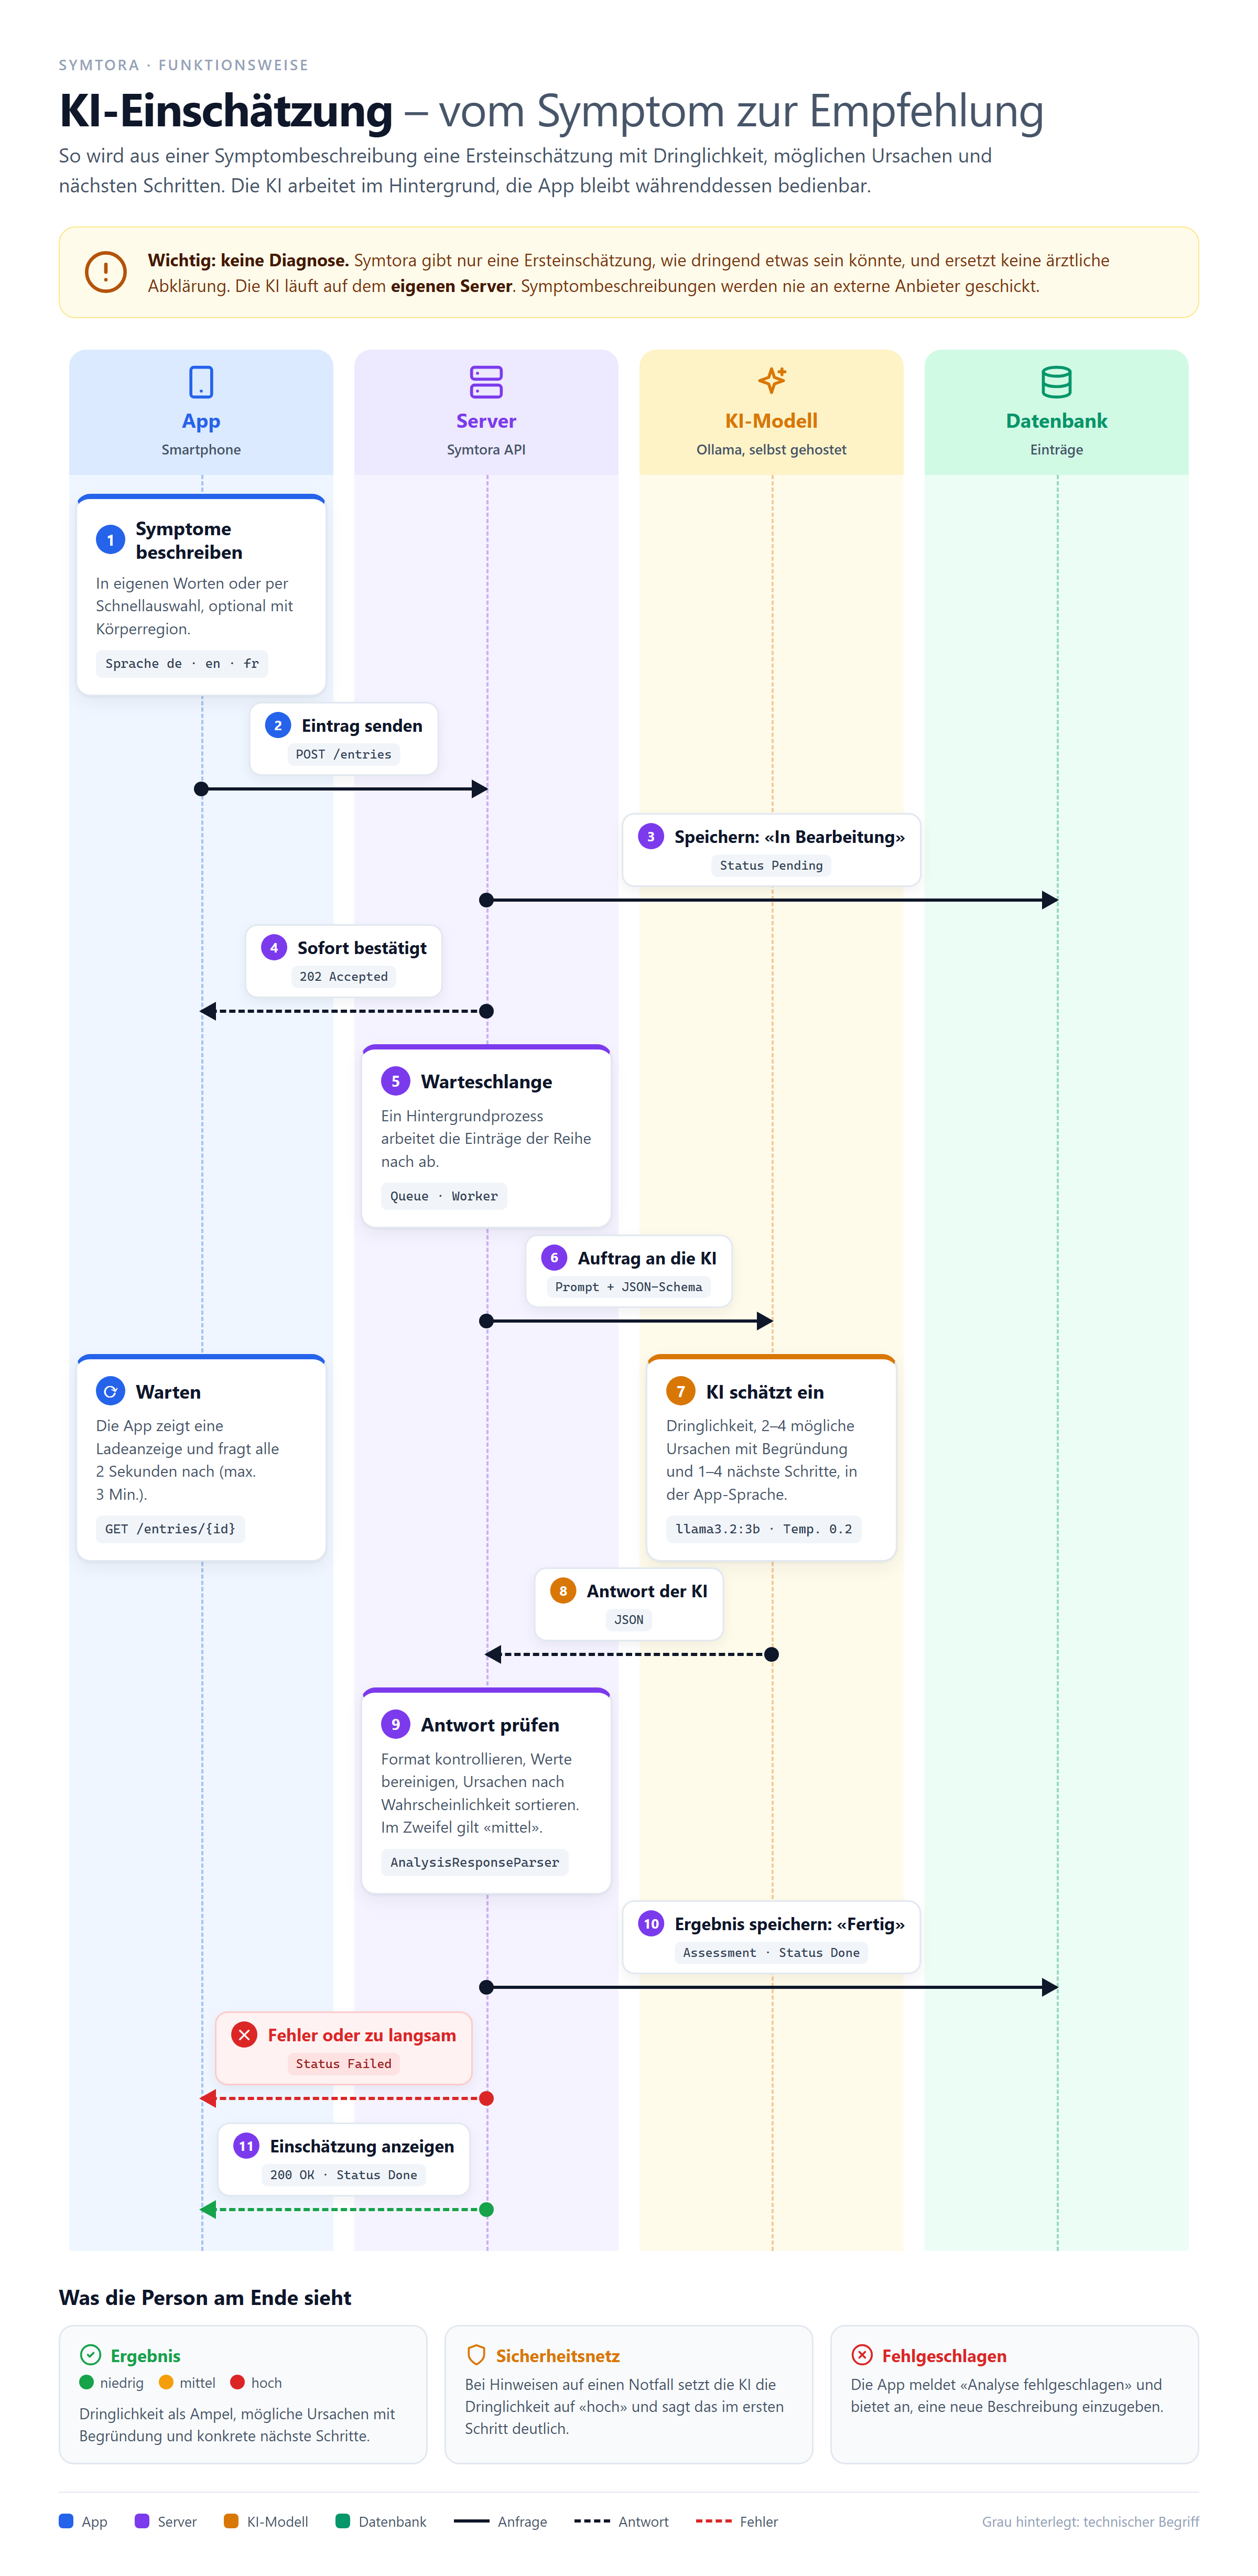 SYMTORA · FUNKTIONSWEISE
KI-Einschätzung – vom Symptom zur Empfehlung
So wird aus einer Symptombeschreibung eine Ersteinschätzung mit Dringlichkeit, möglichen Ursachen und
nächsten Schritten. Die KI arbeitet im Hintergrund, die App bleibt währenddessen bedienbar.
Wichtig: keine Diagnose. Symtora gibt nur eine Ersteinschätzung, wie dringend etwas sein könnte, und ersetzt keine ärztliche
Abklärung. Die KI läuft auf dem eigenen Server. Symptombeschreibungen werden nie an externe Anbieter geschickt.
App
Smartphone
Server
Symtora API
KI-Modell
Ollama, selbst gehostet
Datenbank
Einträge
1 Symptome
beschreiben
In eigenen Worten oder per
Schnellauswahl, optional mit
Körperregion.
Sprache de · en · fr
2 Eintrag senden
POST /entries
3 Speichern: «In Bearbeitung»
Status Pending
4 Sofort bestätigt
202 Accepted
5 Warteschlange
Ein Hintergrundprozess
arbeitet die Einträge der Reihe
nach ab.
Queue · Worker
6 Auftrag an die KI
Prompt + JSON-Schema
Warten
Die App zeigt eine
Ladeanzeige und fragt alle
2 Sekunden nach (max.
3 Min.).
GET /entries/{id}
7 KI schätzt ein
Dringlichkeit, 2–4 mögliche
Ursachen mit Begründung
und 1–4 nächste Schritte, in
der App-Sprache.
llama3.2:3b · Temp. 0.2
8 Antwort der KI
JSON
9 Antwort prüfen
Format kontrollieren, Werte
bereinigen, Ursachen nach
Wahrscheinlichkeit sortieren.
Im Zweifel gilt «mittel».
AnalysisResponseParser
10 Ergebnis speichern: «Fertig»
Assessment · Status Done
Fehler oder zu langsam
Status Failed
11 Einschätzung anzeigen
200 OK · Status Done
Was die Person am Ende sieht
Ergebnis
niedrig mittel hoch
Dringlichkeit als Ampel, mögliche Ursachen mit
Begründung und konkrete nächste Schritte.
Sicherheitsnetz
Bei Hinweisen auf einen Notfall setzt die KI die
Dringlichkeit auf «hoch» und sagt das im ersten
Schritt deutlich.
Fehlgeschlagen
Die App meldet «Analyse fehlgeschlagen» und
bietet an, eine neue Beschreibung einzugeben.
App Server KI-Modell Datenbank Anfrage Antwort Fehler Grau hinterlegt: technischer Begriff